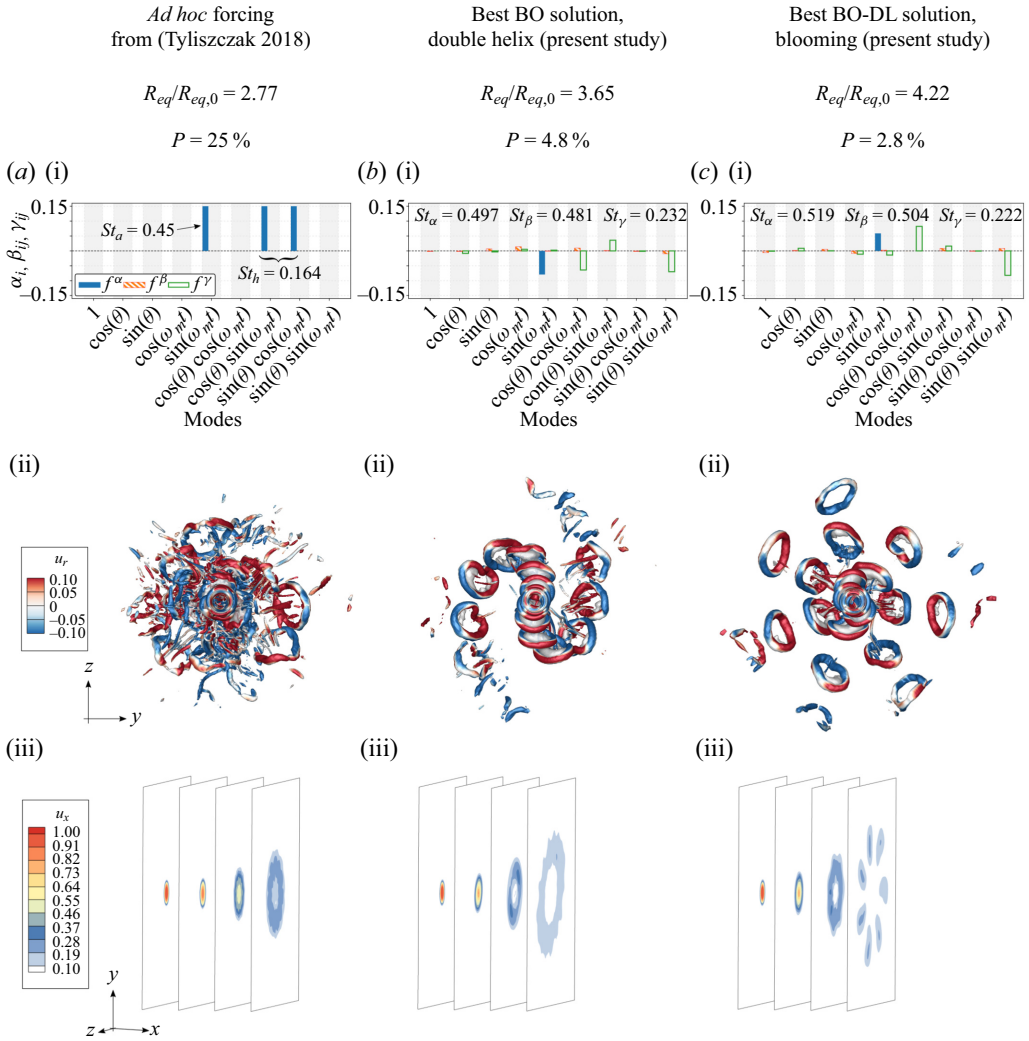 Ad hoc forcing
from (Tyliszczak 2018)
R_eq/R_eq,0 = 2.77
P = 25 %
Best BO solution,
double helix (present study)
R_eq/R_eq,0 = 3.65
P = 4.8 %
Best BO-DL solution,
blooming (present study)
R_eq/R_eq,0 = 4.22
P = 2.8 %
(a) (i)
α_i, β_ij, γ_ij
0.15
−0.15
St_a = 0.45
St_h = 0.164
f^α f^β f^γ
1
cos(θ)
sin(θ)
cos(ω_m t)
sin(ω_m t)
cos(θ) cos(ω_m t)
cos(θ) sin(ω_m t)
sin(θ) cos(ω_m t)
sin(θ) sin(ω_m t)
Modes
(b) (i)
0.15
−0.15
St_α = 0.497
St_β = 0.481
St_γ = 0.232
1
cos(θ)
sin(θ)
cos(ω_m t)
sin(ω_m t)
cos(θ) cos(ω_m t)
con(θ) sin(ω_m t)
sin(θ) cos(ω_m t)
sin(θ) sin(ω_m t)
Modes
(c) (i)
0.15
−0.15
St_α = 0.519
St_β = 0.504
St_γ = 0.222
1
cos(θ)
sin(θ)
cos(ω_m t)
sin(ω_m t)
cos(θ) cos(ω_m t)
cos(θ) sin(ω_m t)
sin(θ) cos(ω_m t)
sin(θ) sin(ω_m t)
Modes
(ii)
(ii)
(ii)
u_r
0.10
0.05
0
−0.05
−0.10
z
y
(iii)
(iii)
(iii)
u_x
1.00
0.91
0.82
0.73
0.64
0.55
0.46
0.37
0.28
0.19
0.10
y
z
x